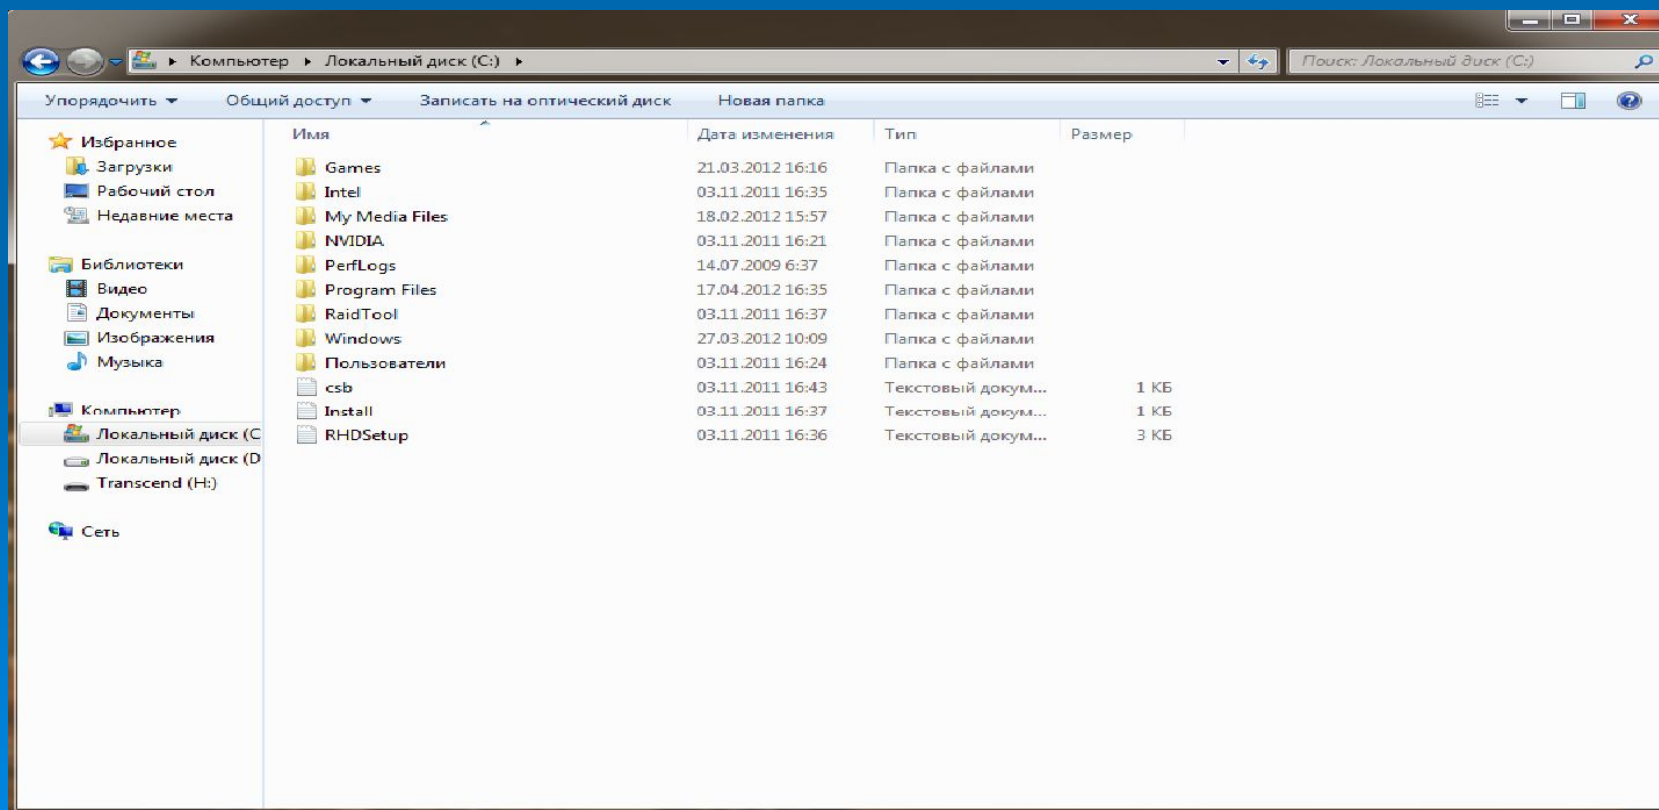 Компьютер Локальный диск (C:) Поиск: Локальный диск (C:)
Упорядочить Общий доступ Записать на оптический диск Новая папка
Избранное
Загрузки
Рабочий стол
Недавние места
Библиотеки
Видео
Документы
Изображения
Музыка
Компьютер
Локальный диск (C
Локальный диск (D
Transcend (H:)
Сеть
Имя Дата изменения Тип Размер
Games 21.03.2012 16:16 Папка с файлами
Intel 03.11.2011 16:35 Папка с файлами
My Media Files 18.02.2012 15:57 Папка с файлами
NVIDIA 03.11.2011 16:21 Папка с файлами
PerfLogs 14.07.2009 6:37 Папка с файлами
Program Files 17.04.2012 16:35 Папка с файлами
RaidTool 03.11.2011 16:37 Папка с файлами
Windows 27.03.2012 10:09 Папка с файлами
Пользователи 03.11.2011 16:24 Папка с файлами
csb 03.11.2011 16:43 Текстовый докум... 1 КБ
Install 03.11.2011 16:37 Текстовый докум... 1 КБ
RHDSetup 03.11.2011 16:36 Текстовый докум... 3 КБ